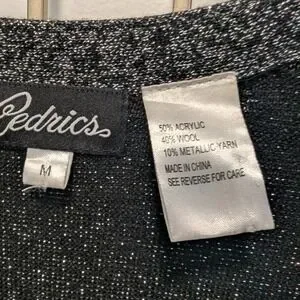 Pedrics
M
50% ACRYLIC
40% WOOL
10% METALLIC-YARN
MADE IN CHINA
SEE REVERSE FOR CARE